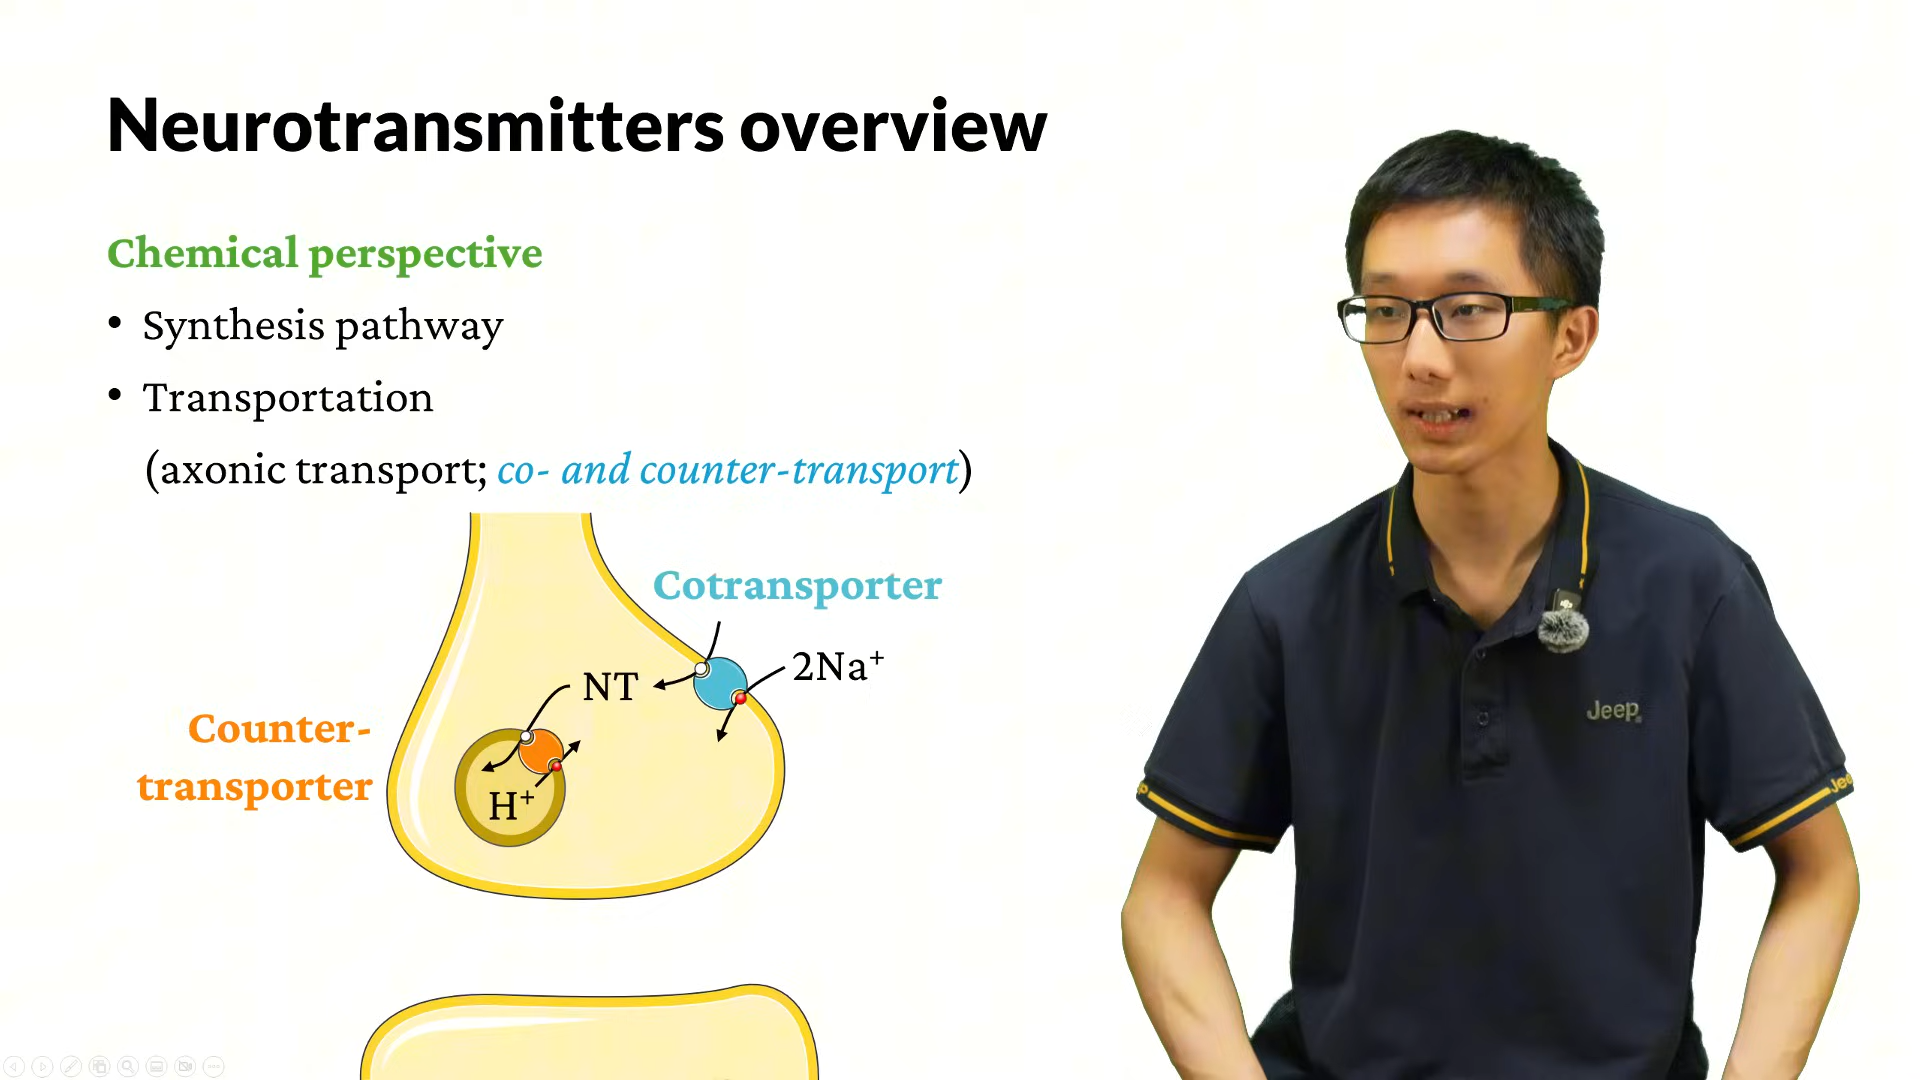 Neurotransmitters overview
Chemical perspective
• Synthesis pathway
• Transportation
(axonic transport; co- and counter-transport)
Cotransporter
2Na⁺
NT
Counter-
transporter
H⁺
Jeep
Jee